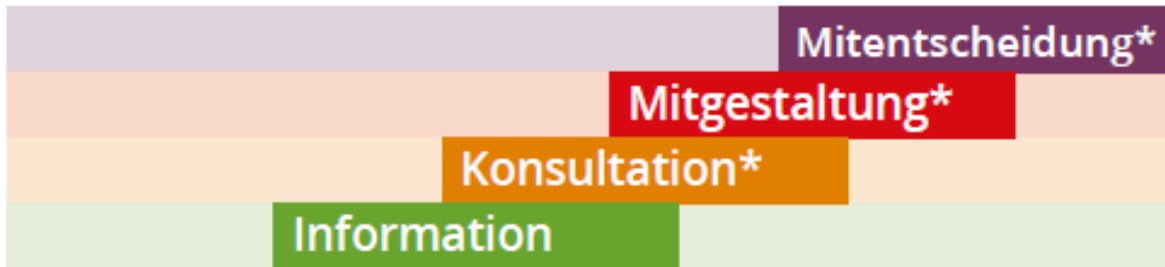 Mitentscheidung*
Mitgestaltung*
Konsultation*
Information